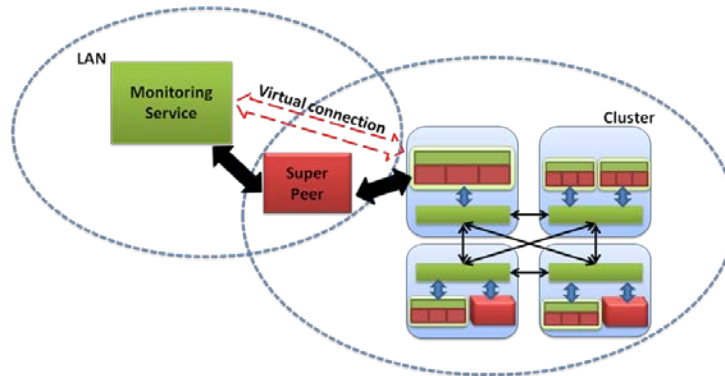 LAN
Monitoring
Service
Virtual connection
Cluster
Super
Peer